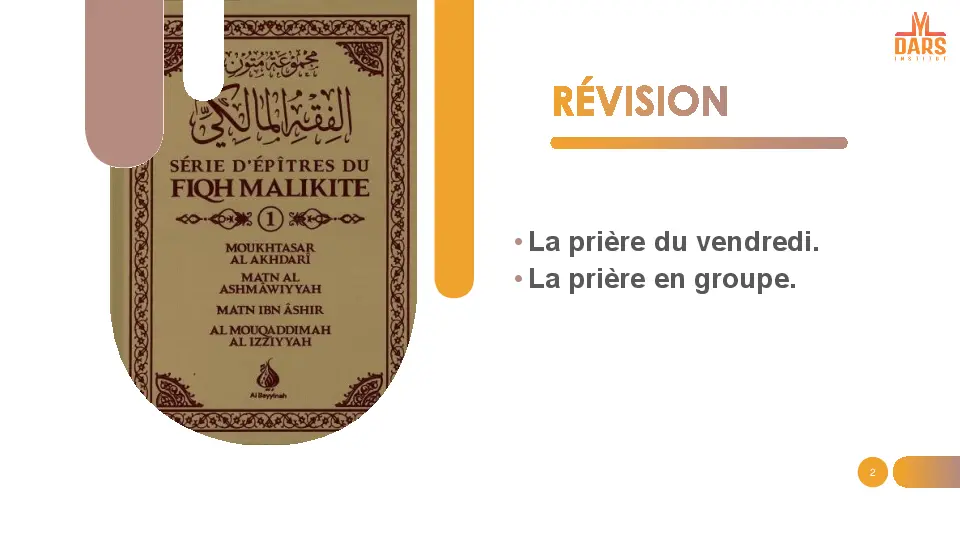 مجموعة متون
الفقه المالكي
SÉRIE D'ÉPÎTRES DU
FIQH MALIKITE
1
MOUKHTASAR
AL AKHDARÎ
MATN AL
ASHMÂWIYYAH
MATN IBN ÂSHIR
AL MOUQADDIMAH
AL IZZIYYAH
Al Bayyinah
M
DARS
INSTITUT
RÉVISION
• La prière du vendredi.
• La prière en groupe.
2